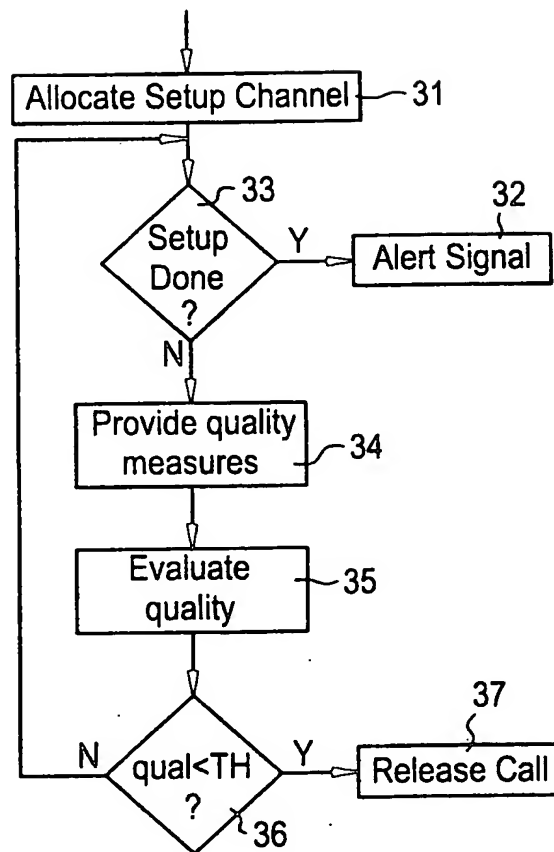 Allocate Setup Channel
31
33
Setup
Done
?
Y
32
Alert Signal
N
Provide quality
measures
34
Evaluate
quality
35
N
qual<TH
?
Y
36
37
Release Call